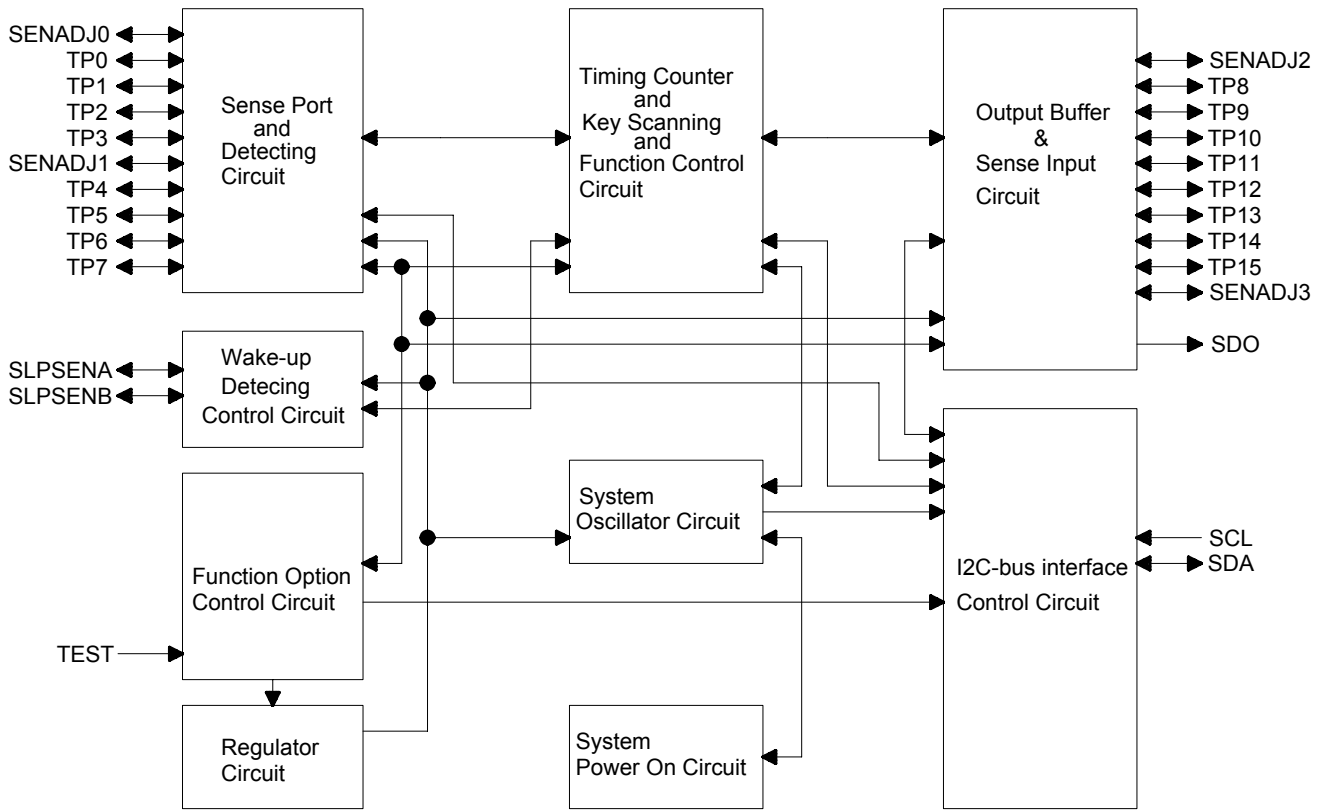 SENADJ0
TP0
TP1
TP2
TP3
SENADJ1
TP4
TP5
TP6
TP7
Sense Port
and
Detecting
Circuit
Timing Counter
and
Key Scanning
and
Function Control
Circuit
Output Buffer
&
Sense Input
Circuit
SENADJ2
TP8
TP9
TP10
TP11
TP12
TP13
TP14
TP15
SENADJ3
SDO
SLPSENA
SLPSENB
Wake-up
Detecing
Control Circuit
Function Option
Control Circuit
TEST
Regulator
Circuit
System
Oscillator Circuit
System
Power On Circuit
I2C-bus interface
Control Circuit
SCL
SDA